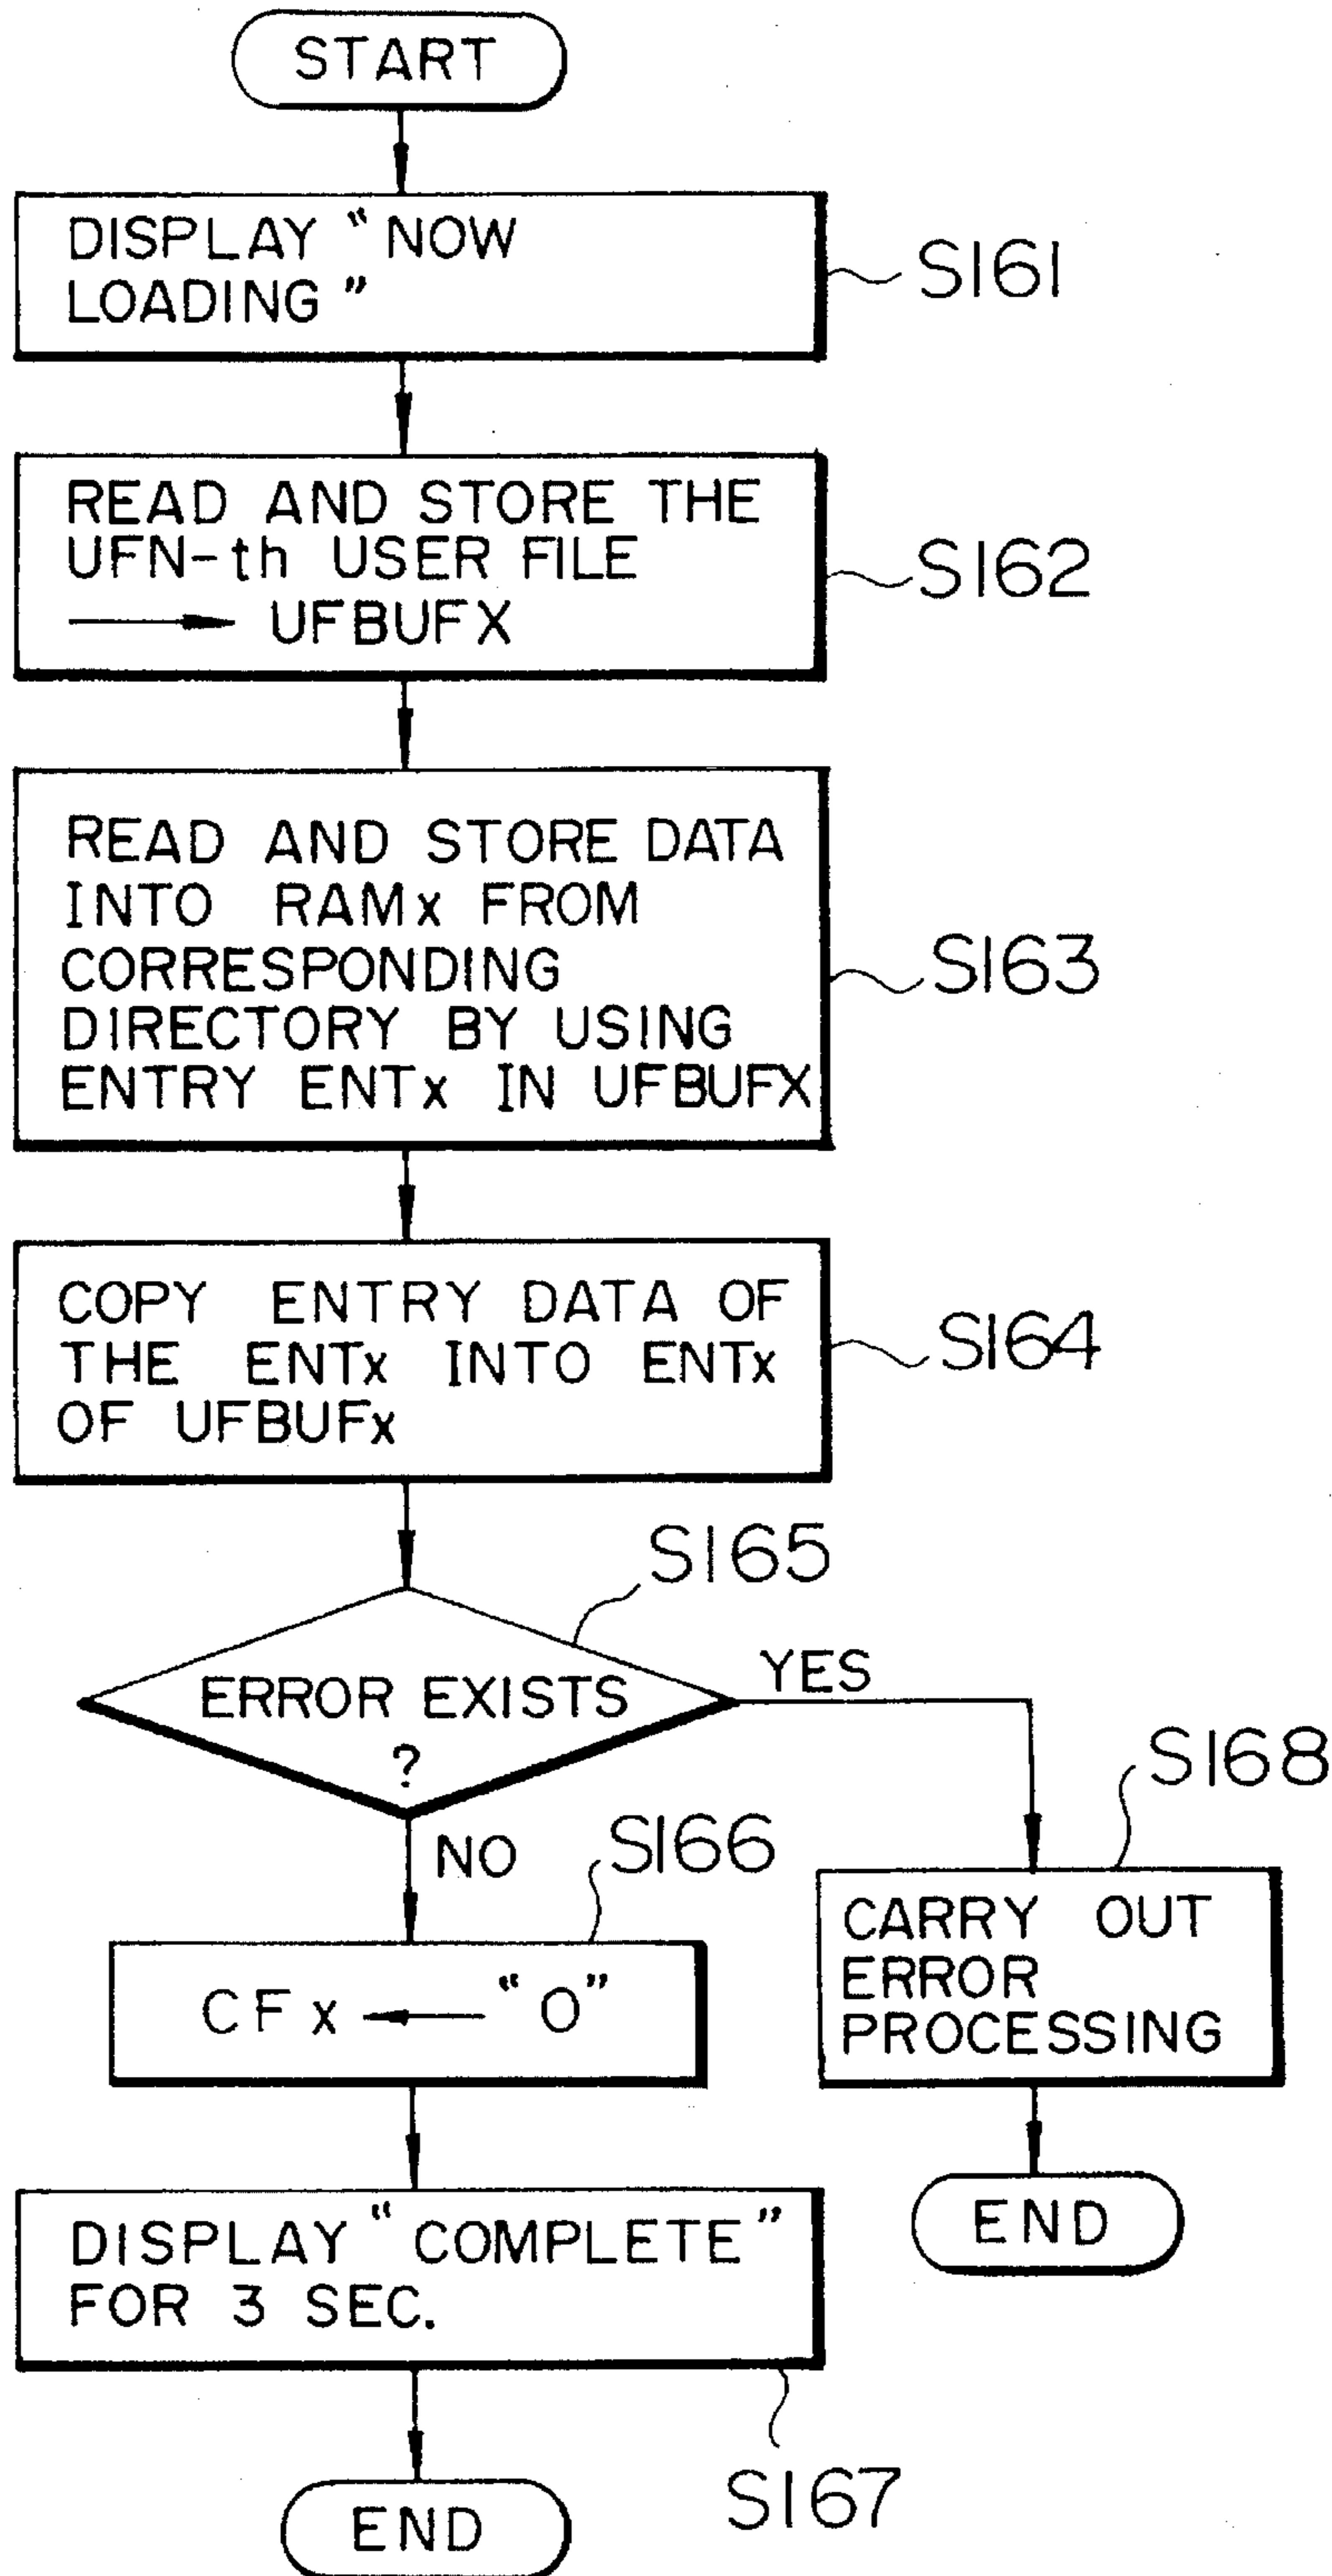 START
DISPLAY “NOW
LOADING”
S161
READ AND STORE THE
UFN-th USER FILE
→ UFBUFX
S162
READ AND STORE DATA
INTO RAMx FROM
CORRESPONDING
DIRECTORY BY USING
ENTRY ENTx IN UFBUFX
S163
COPY ENTRY DATA OF
THE ENTx INTO ENTx
OF UFBUFx
S164
S165
ERROR EXISTS
?
YES
NO
S166
S168
CFx ← “0”
CARRY OUT
ERROR
PROCESSING
DISPLAY “COMPLETE”
FOR 3 SEC.
END
S167
END